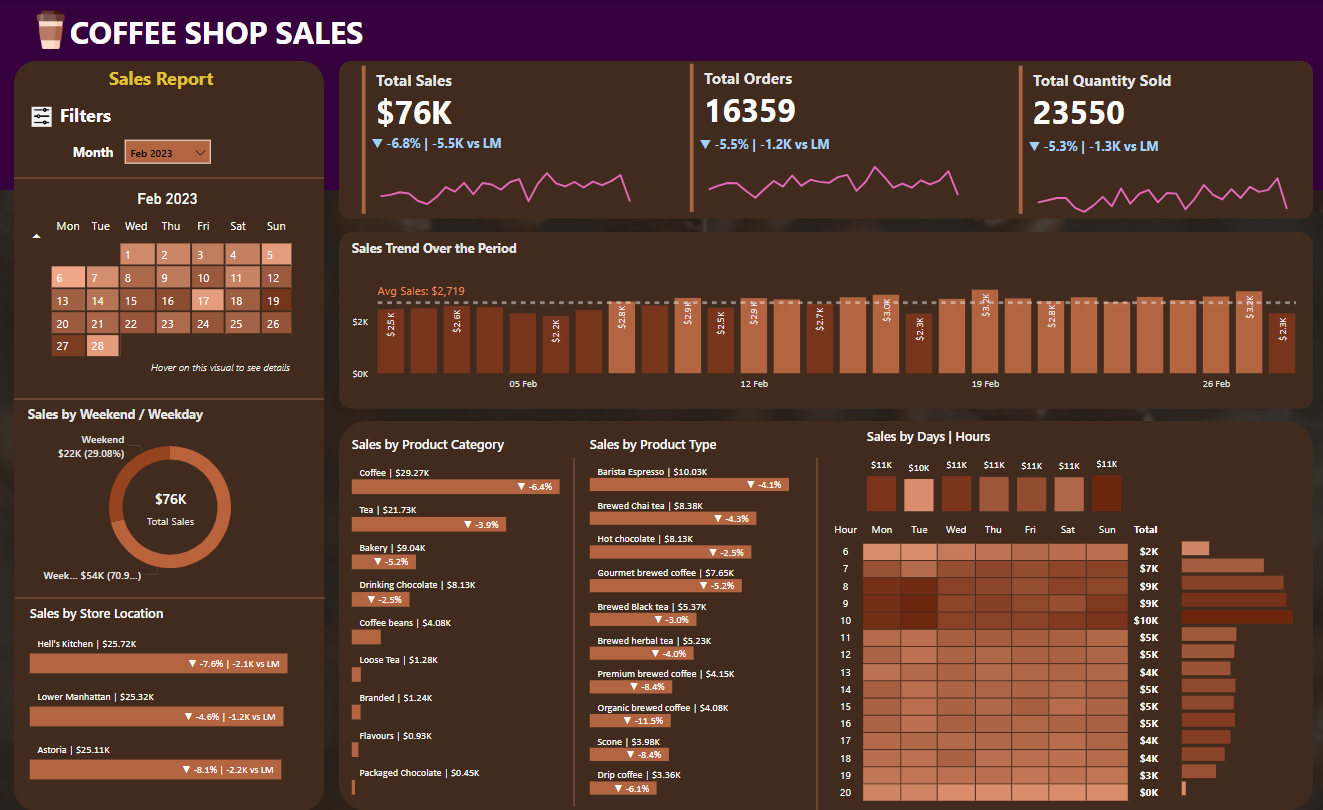 COFFEE SHOP SALES
Sales Report
Filters
Month
Feb 2023
Feb 2023
Mon Tue Wed Thu Fri Sat Sun
1 2 3 4 5
6 7 8 9 10 11 12
13 14 15 16 17 18 19
20 21 22 23 24 25 26
27 28
Hover on this visual to see details
Sales by Weekend / Weekday
Weekend
$22K (29.08%)
$76K
Total Sales
Week... $54K (70.9...)
Sales by Store Location
Hell's Kitchen | $25.72K
▼ -7.6% | -2.1K vs LM
Lower Manhattan | $25.32K
▼ -4.6% | -1.2K vs LM
Astoria | $25.11K
▼ -8.1% | -2.2K vs LM
Total Sales
$76K
▼ -6.8% | -5.5K vs LM
Total Orders
16359
▼ -5.5% | -1.2K vs LM
Total Quantity Sold
23550
▼ -5.3% | -1.3K vs LM
Sales Trend Over the Period
Avg Sales: $2,719
$2K
$0K
$2.5K
$2.6K
$2.2K
$2.8K
$2.9K
$2.5K
$2.9K
$2.7K
$3.0K
$2.3K
$3.2K
$2.8K
$3.2K
$2.3K
05 Feb
12 Feb
19 Feb
26 Feb
Sales by Product Category
Coffee | $29.27K
▼ -6.4%
Tea | $21.73K
▼ -3.9%
Bakery | $9.04K
▼ -5.2%
Drinking Chocolate | $8.13K
▼ -2.5%
Coffee beans | $4.08K
Loose Tea | $1.28K
Branded | $1.24K
Flavours | $0.93K
Packaged Chocolate | $0.45K
Sales by Product Type
Barista Espresso | $10.03K
▼ -4.1%
Brewed Chai tea | $8.38K
▼ -4.3%
Hot chocolate | $8.13K
▼ -2.5%
Gourmet brewed coffee | $7.65K
▼ -5.2%
Brewed Black tea | $5.37K
▼ -3.0%
Brewed herbal tea | $5.23K
▼ -4.0%
Premium brewed coffee | $4.15K
▼ -8.4%
Organic brewed coffee | $4.08K
▼ -11.5%
Scone | $3.98K
▼ -8.4%
Drip coffee | $3.36K
▼ -6.1%
Sales by Days | Hours
$11K $10K $11K $11K $11K $11K $11K
Hour Mon Tue Wed Thu Fri Sat Sun Total
6 $2K
7 $7K
8 $9K
9 $9K
10 $10K
11 $5K
12 $5K
13 $4K
14 $5K
15 $5K
16 $5K
17 $4K
18 $4K
19 $3K
20 $0K